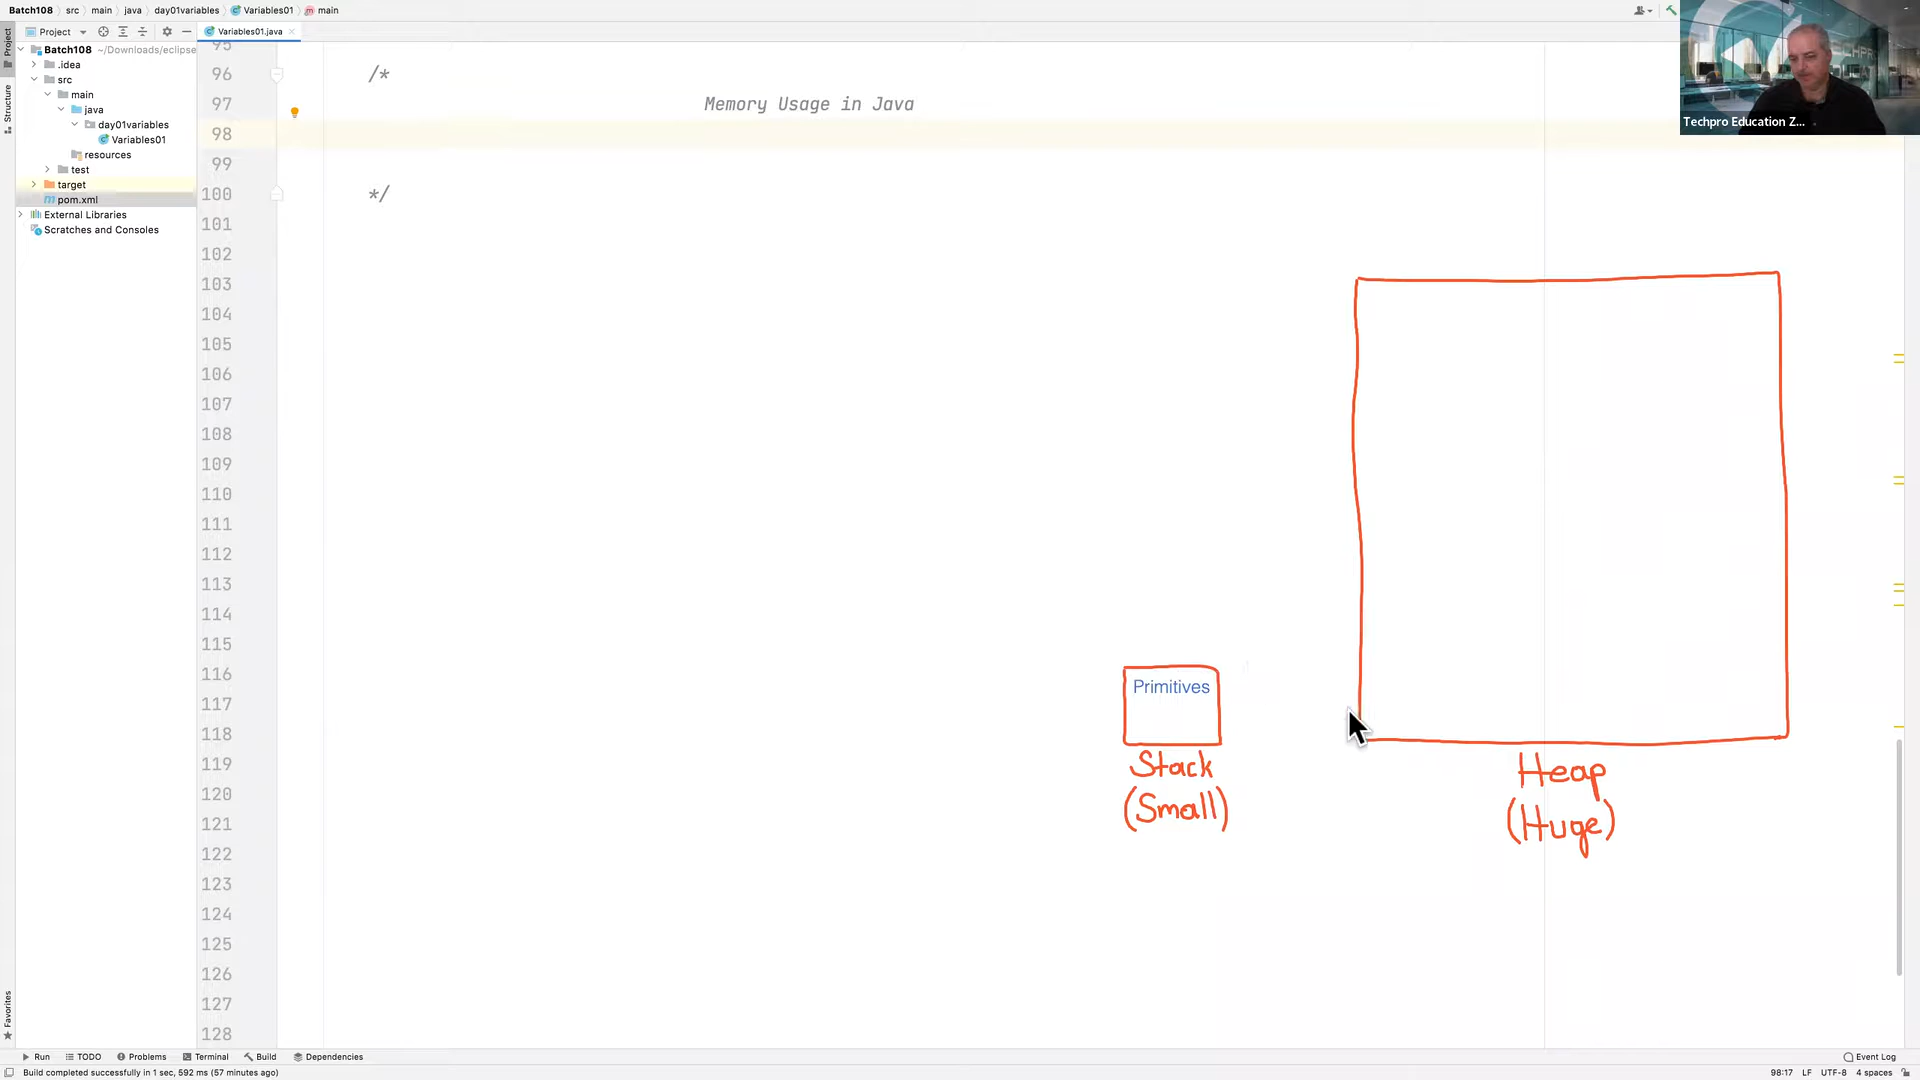 Batch108 src main java day01variables Variables01 main
Project
Variables01.java
Project
Structure
Favorites
Batch108 ~/Downloads/eclipse
.idea
src
main
java
day01variables
Variables01
resources
test
target
pom.xml
External Libraries
Scratches and Consoles
95
96 /*
97 Memory Usage in Java
98
99
100 */
101
102
103
104
105
106
107
108
109
110
111
112
113
114
115
116
117
118
119
120
121
122
123
124
125
126
127
128
Primitives
Stack
(Small)
Heap
(Huge)
Techpro Education Z...
Run TODO Problems Terminal Build Dependencies Event Log
Build completed successfully in 1 sec, 592 ms (57 minutes ago) 98:17 LF UTF-8 4 spaces